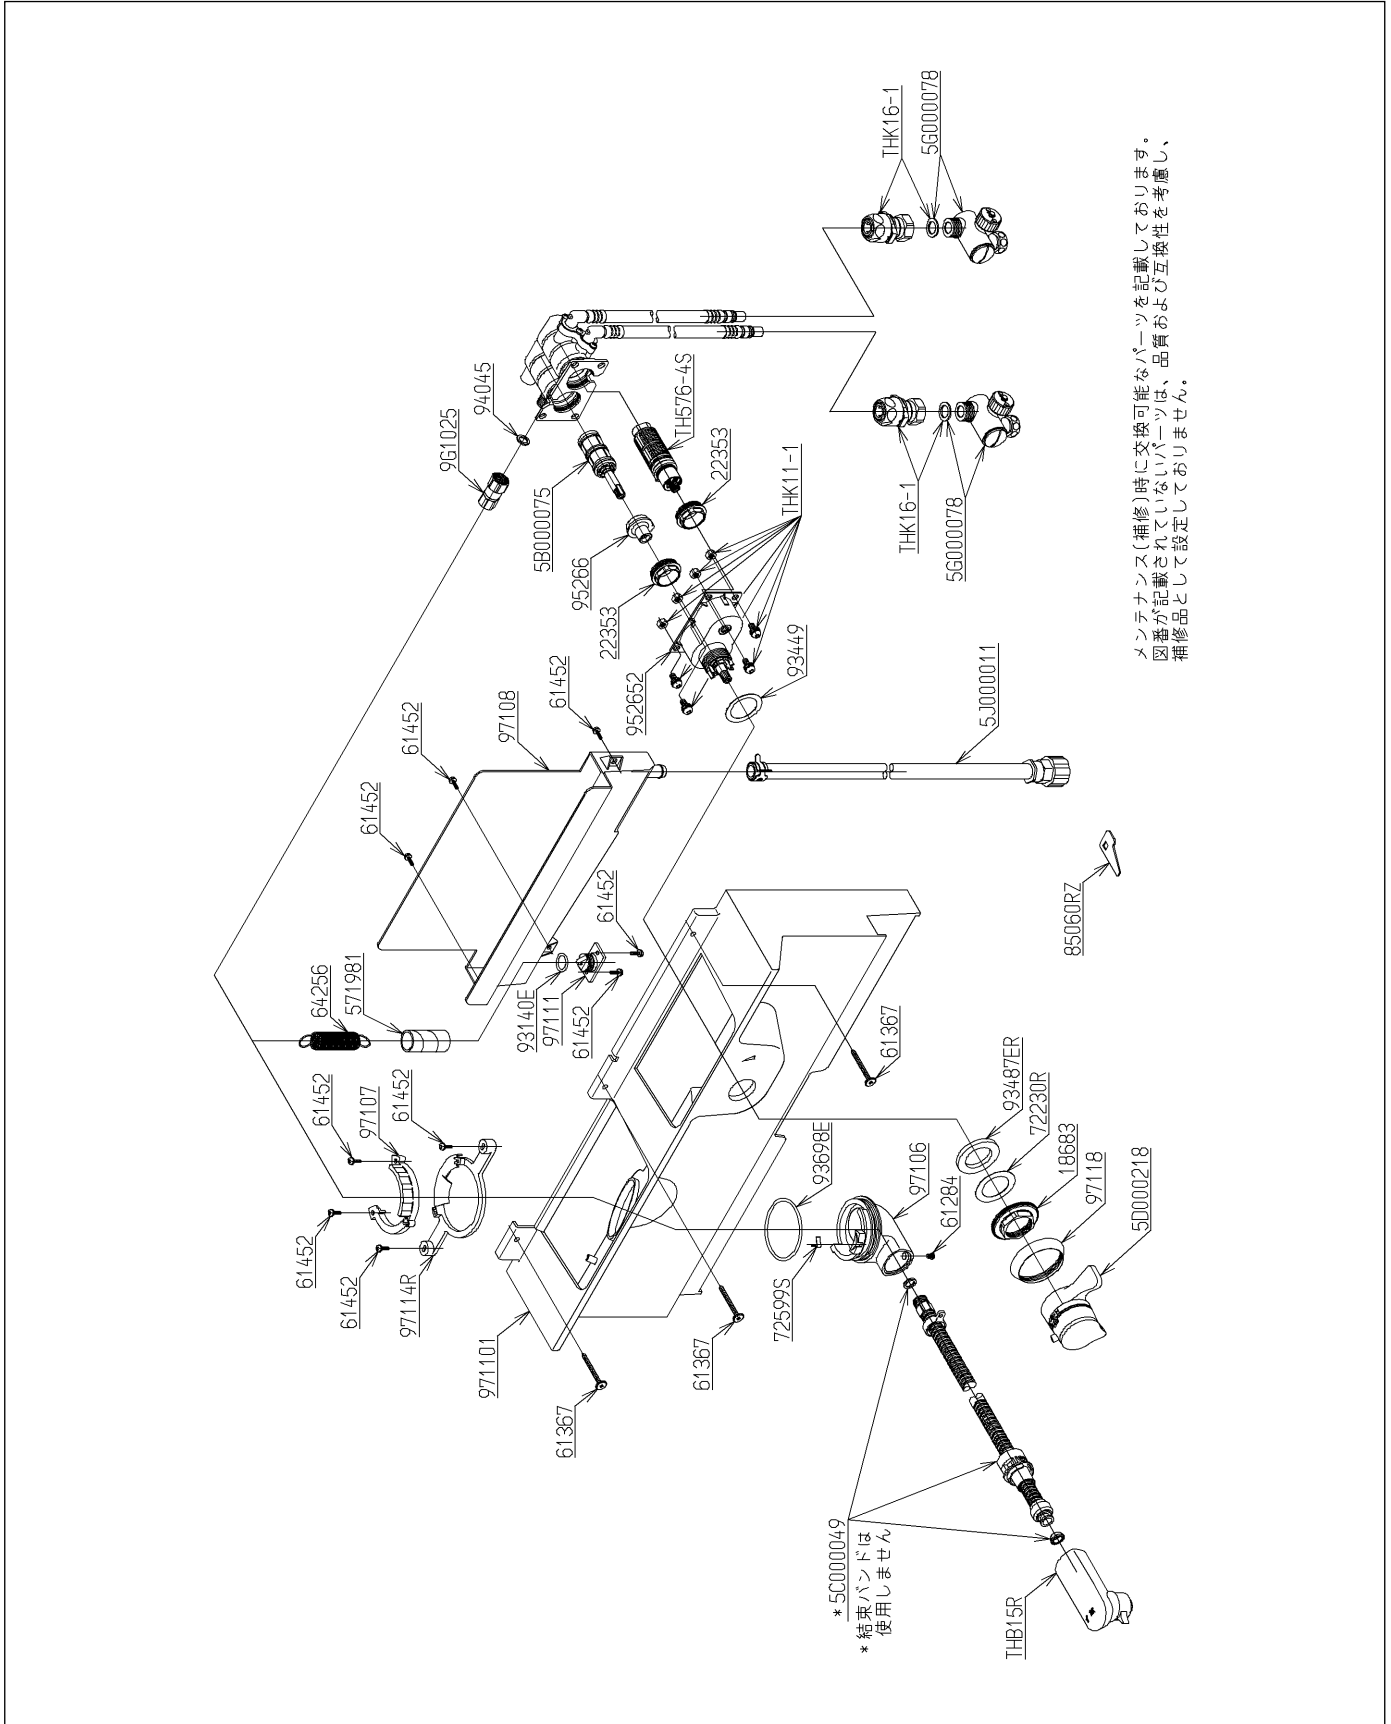 THK16-1
5G000078
94045
9G1025
TH576-4S
5B000075
22353
95266
THK11-1
22353
THK16-1
5G000078
952652
93449
61452
97108
61452
61452
5J000011
85060RZ
64256
571981
93140E
97111
61452
61452
61367
61452
97107
61452
61452
61452
97114R
971101
61367
61367
93698E
72599S
97106
61284
93487ER
72230R
18683
97118
5D000218
*5C000049
*結束バンドは
使用しません
THB15R
メンテナンス(補修)時に交換可能なパーツを記載しております。
図番が記載されていないパーツは、品質および互換性を考慮し、
補修品として設定しておりません。